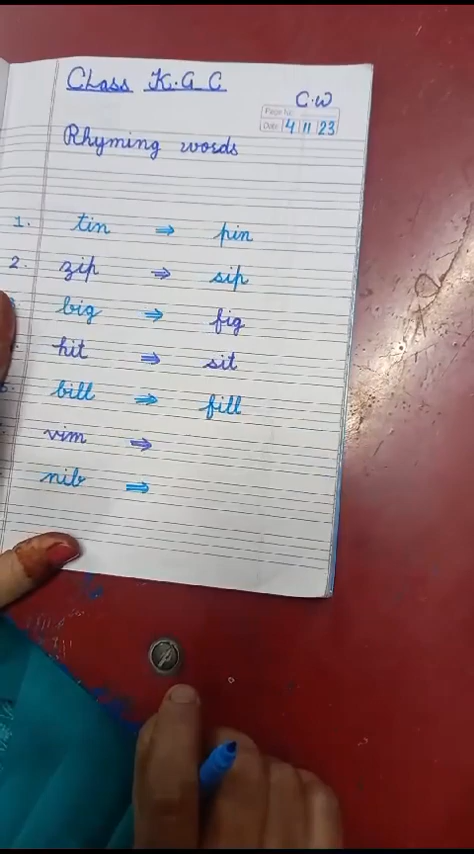 Class K.G C
C.W
Page No.
Date 4 11 23
Rhyming words
1. tin ⇒ pin
2. zip ⇒ sip
big ⇒ fig
hit ⇒ sit
bill ⇒ fill
vim ⇒
nib ⇒